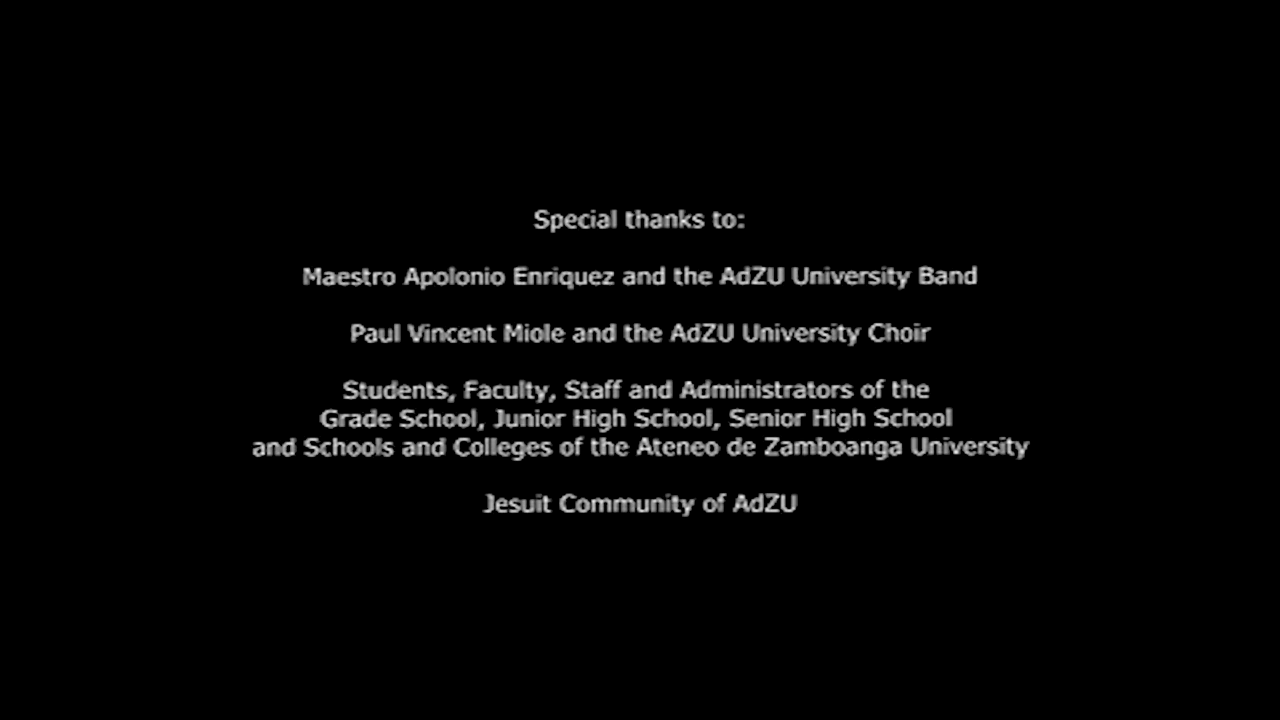 Special thanks to:
Maestro Apolonio Enriquez and the AdZU University Band
Paul Vincent Miole and the AdZU University Choir
Students, Faculty, Staff and Administrators of the
Grade School, Junior High School, Senior High School
and Schools and Colleges of the Ateneo de Zamboanga University
Jesuit Community of AdZU